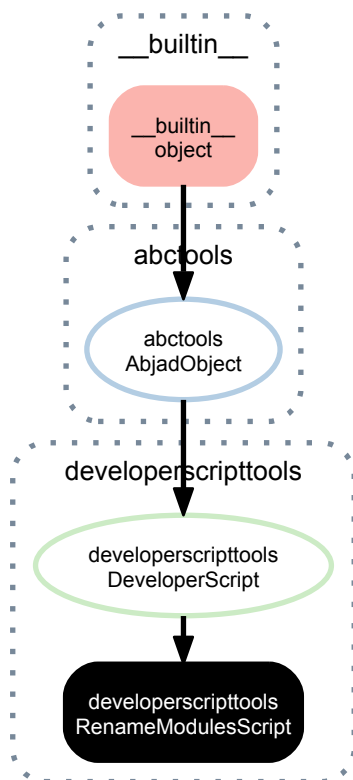 __builtin__
__builtin__
object
abctools
abctools
AbjadObject
developerscripttools
developerscripttools
DeveloperScript
developerscripttools
RenameModulesScript